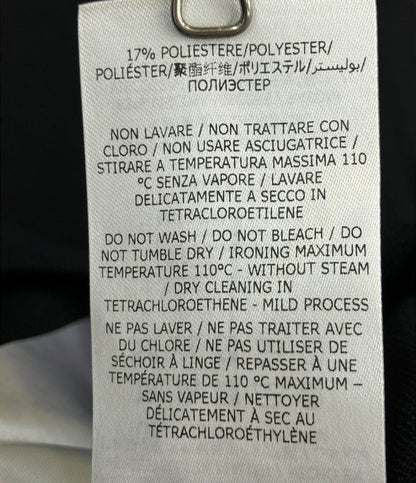 17% POLIESTERE/POLYESTER/
POLIÉSTER/聚酯纤维/ポリエステル/بوليستر/
ПОЛИЭСТЕР
NON LAVARE / NON TRATTARE CON
CLORO / NON USARE ASCIUGATRICE /
STIRARE A TEMPERATURA MASSIMA 110
°C SENZA VAPORE / LAVARE
DELICATAMENTE A SECCO IN
TETRACLOROETILENE
DO NOT WASH / DO NOT BLEACH / DO
NOT TUMBLE DRY / IRONING MAXIMUM
TEMPERATURE 110°C - WITHOUT STEAM
/ DRY CLEANING IN
TETRACHLOROETHENE - MILD PROCESS
NE PAS LAVER / NE PAS TRAITER AVEC
DU CHLORE / NE PAS UTILISER DE
SÉCHOIR À LINGE / REPASSER À UNE
TEMPÉRATURE DE 110 °C MAXIMUM –
SANS VAPEUR / NETTOYER
DÉLICATEMENT À SEC AU
TÉTRACHLOROÉTHYLÈNE